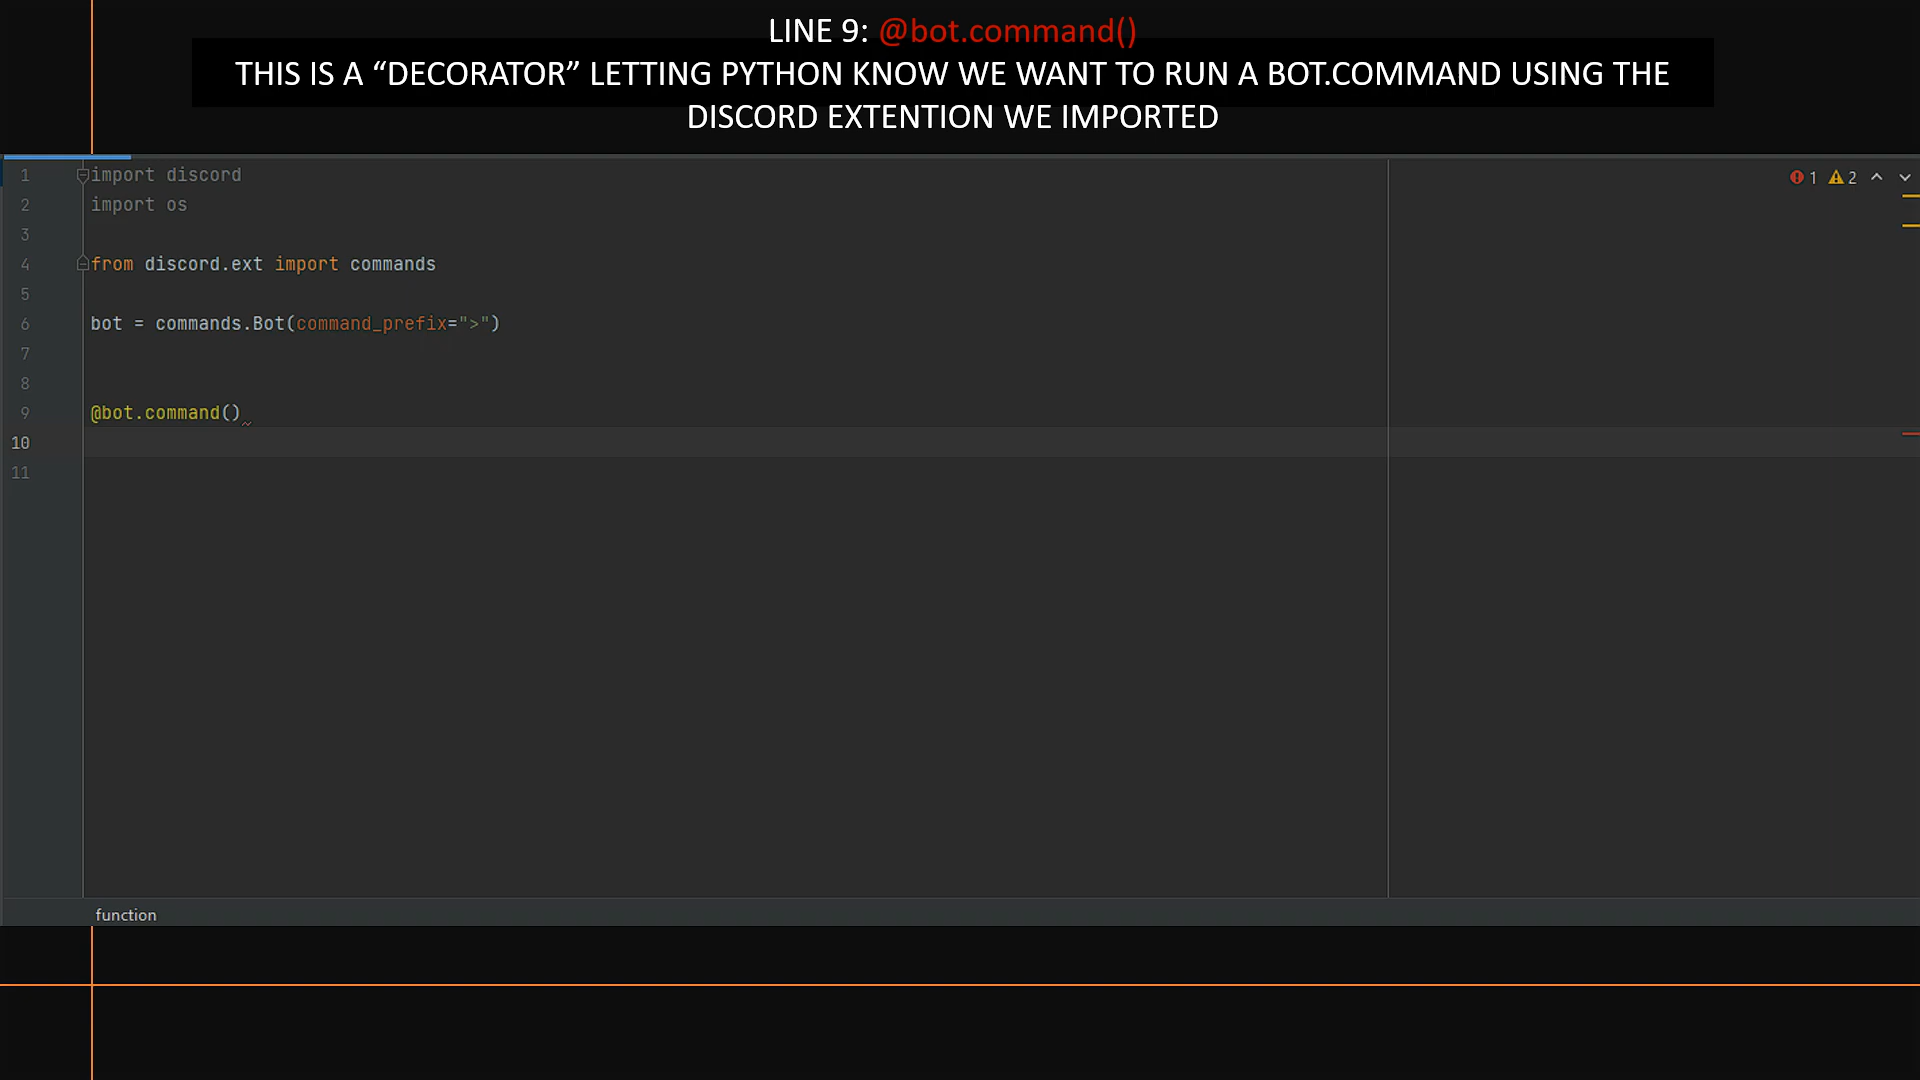 LINE 9: @bot.command()
THIS IS A “DECORATOR” LETTING PYTHON KNOW WE WANT TO RUN A BOT.COMMAND USING THE
DISCORD EXTENTION WE IMPORTED
1 import discord
2 import os
3
4 from discord.ext import commands
5
6 bot = commands.Bot(command_prefix=">")
7
8
9 @bot.command()
10
11
1 2
function